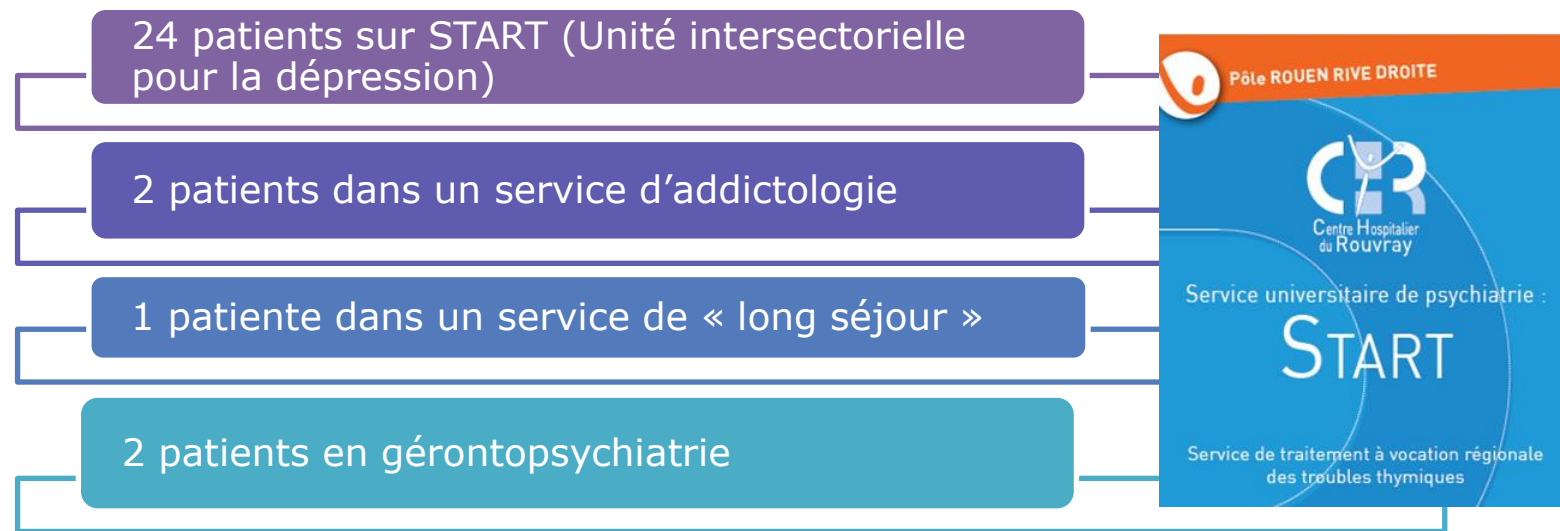 24 patients sur START (Unité intersectorielle
pour la dépression)
2 patients dans un service d’addictologie
1 patiente dans un service de « long séjour »
2 patients en gérontopsychiatrie
Pôle ROUEN RIVE DROITE
CHR
Centre Hospitalier
du Rouvray
Service universitaire de psychiatrie :
START
Service de traitement à vocation régionale
des troubles thymiques